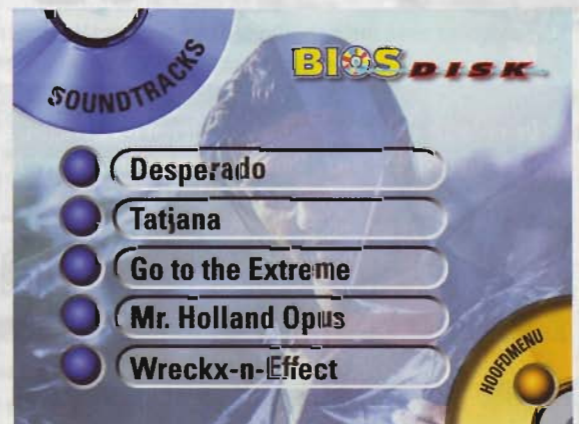 SOUNDTRACKS
BIOS DISK
Desperado
Tatjana
Go to the Extreme
Mr. Holland Opus
Wreckx-n-Effect
HOOFDMENU